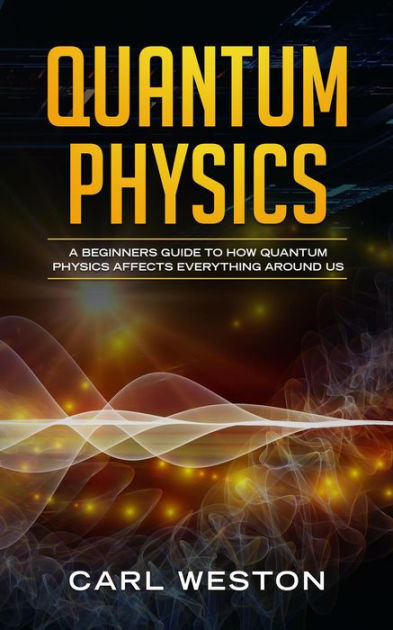 QUANTUM
PHYSICS
A BEGINNERS GUIDE TO HOW QUANTUM
PHYSICS AFFECTS EVERYTHING AROUND US
CARL WESTON